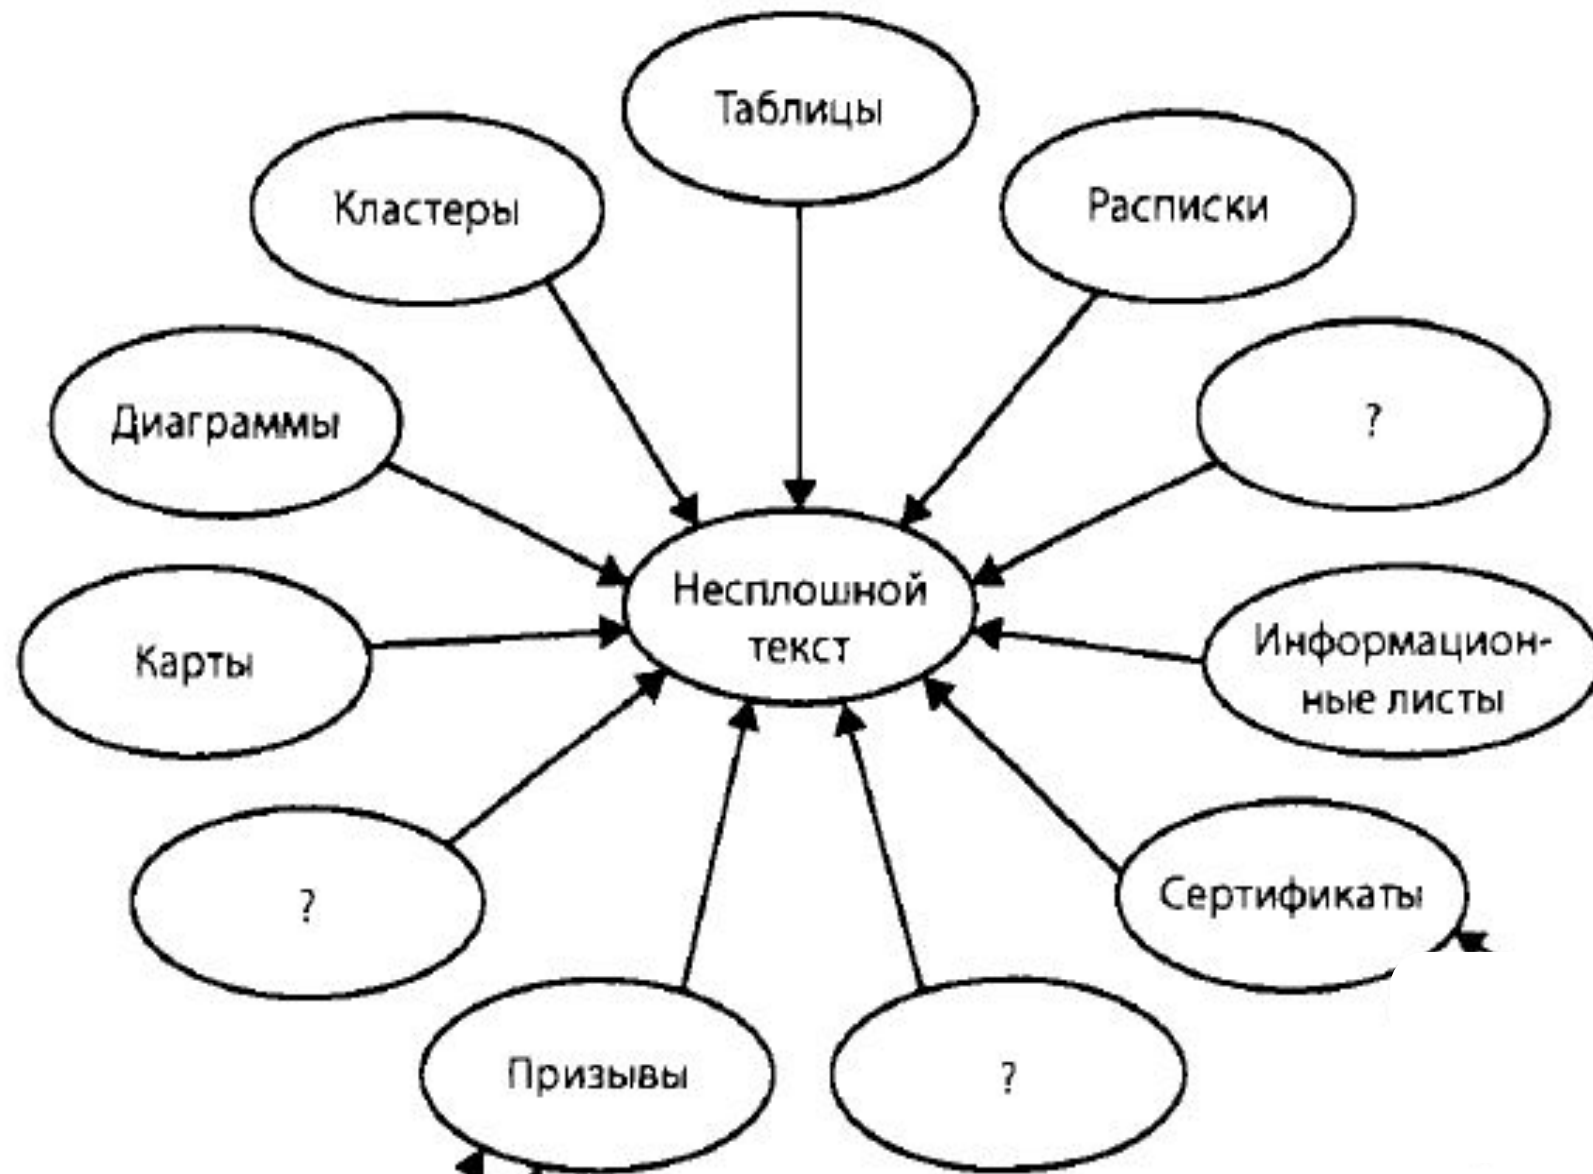 Таблицы
Кластеры
Расписки
Диаграммы
?
Несплошной
текст
Информацион-
ные листы
Карты
?
Сертификаты
Призывы
?